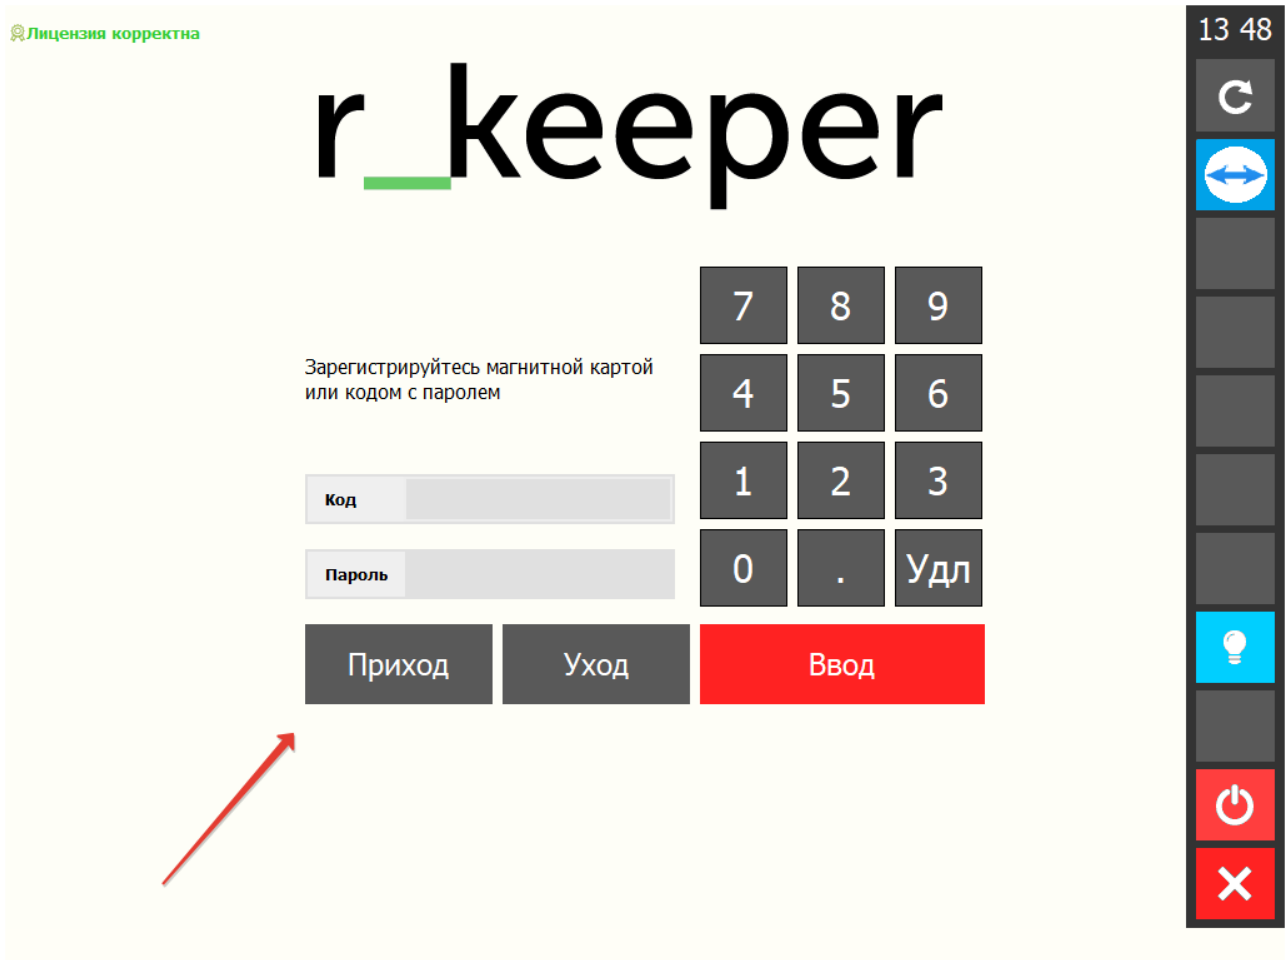 Лицензия корректна
13 48
r_keeper
7 8 9
Зарегистрируйтесь магнитной картой
или кодом с паролем
4 5 6
Код
1 2 3
Пароль
0 . Удл
Приход Уход Ввод